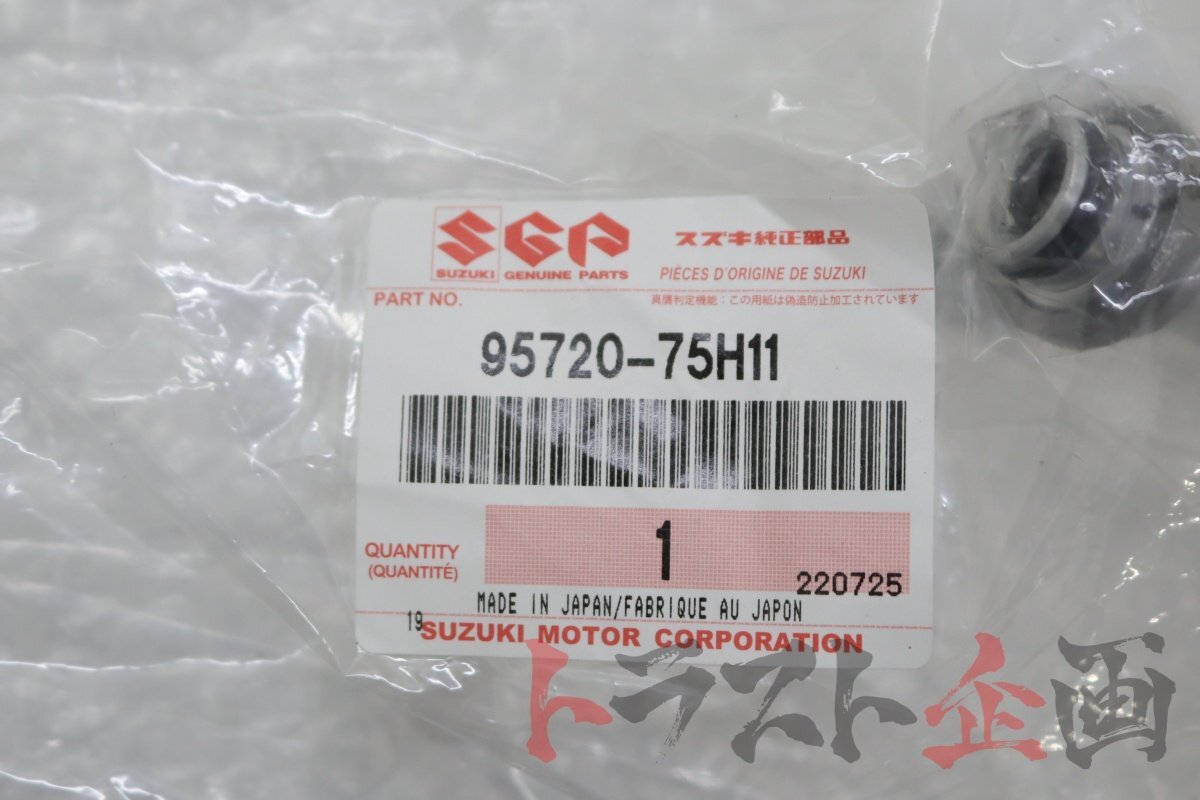 SGP スズキ純正部品
SUZUKI GENUINE PARTS PIÈCES D'ORIGINE DE SUZUKI
PART NO. 真贋判定機能：この用紙は偽造防止加工されています
95720-75H11
QUANTITY 1
(QUANTITÉ) 220725
MADE IN JAPAN/FABRIQUE AU JAPON
19
SUZUKI MOTOR CORPORATION
トラスト企画